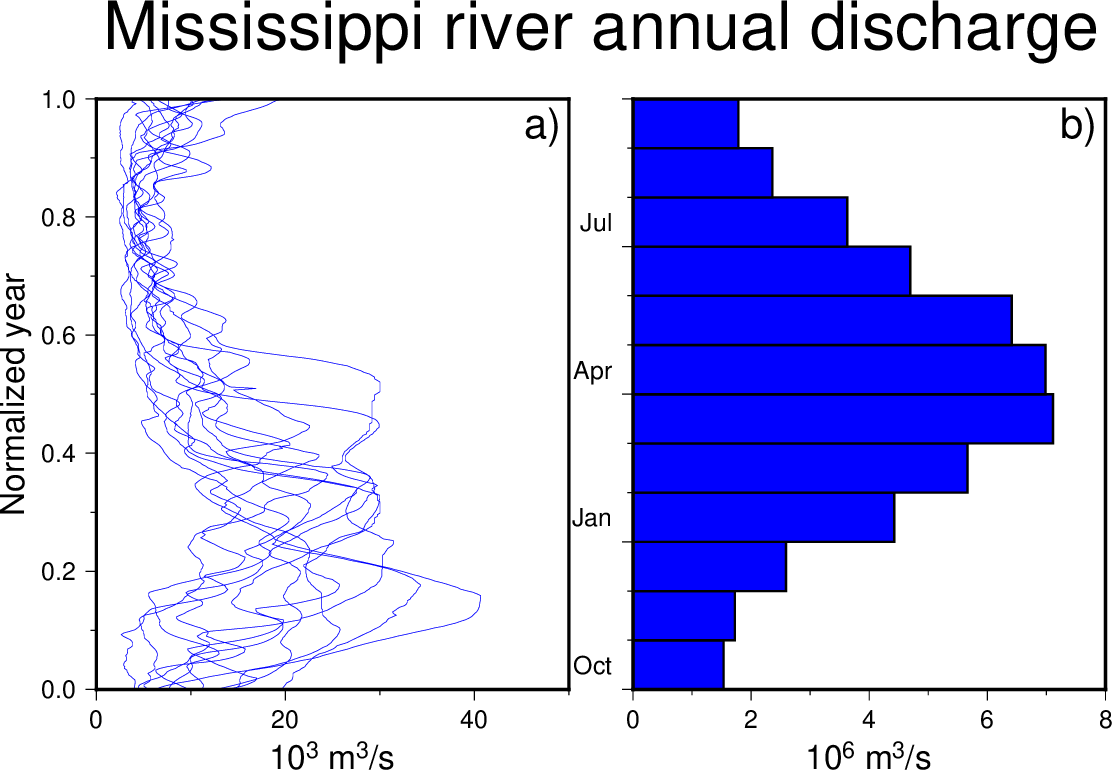 Mississippi river annual discharge
a)
1.0
0.8
0.6
0.4
0.2
0.0
Normalized year
0 20 40
10³ m³/s
b)
Jul
Apr
Jan
Oct
0 2 4 6 8
10⁶ m³/s